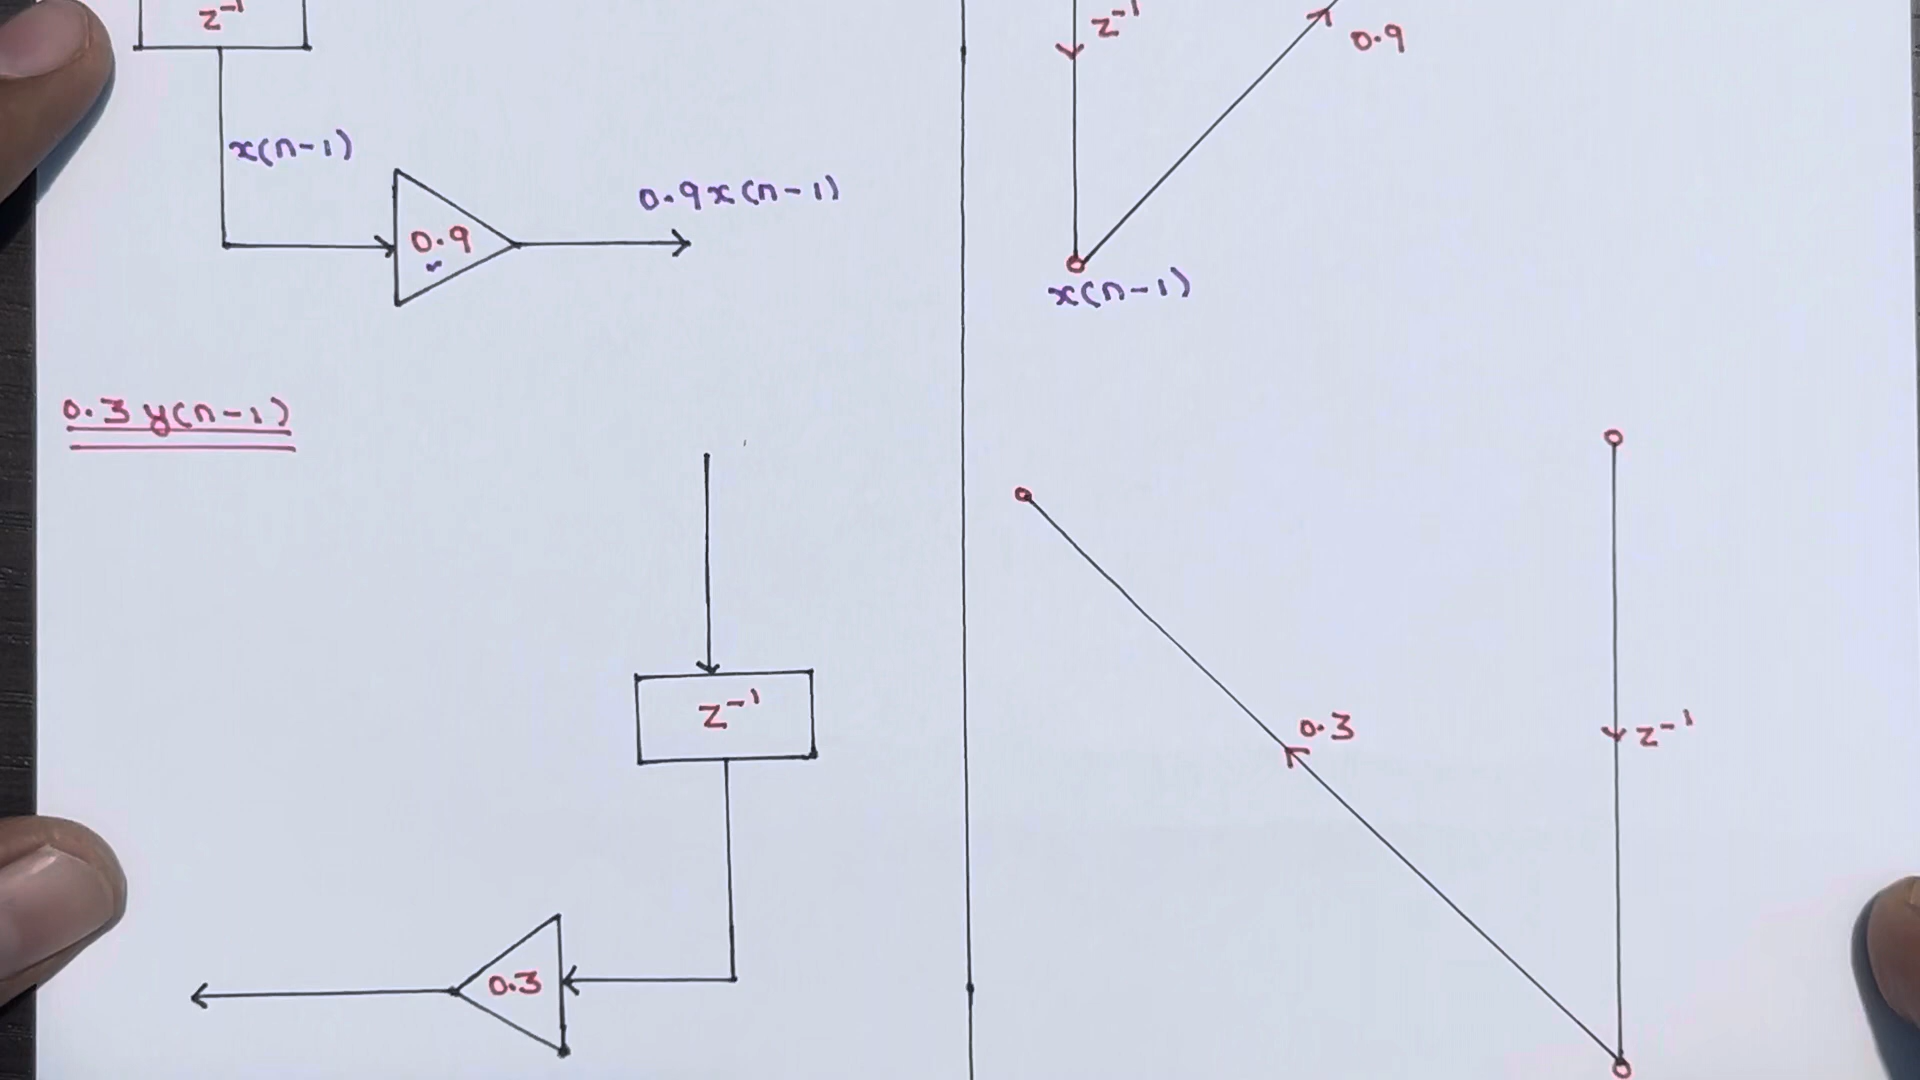 z⁻¹
x(n-1)
0.9
0.9x(n-1)
0.3 y(n-1)
z⁻¹
0.3
z⁻¹
0.9
x(n-1)
0.3
z⁻¹